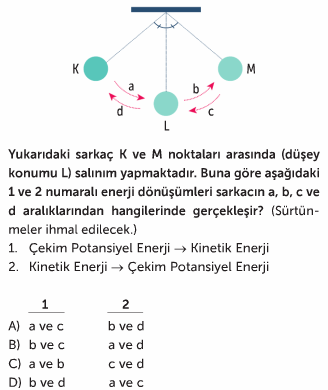 K
M
a
b
d
c
L
Yukarıdaki sarkaç K ve M noktaları arasında (düşey
konumu L) salınım yapmaktadır. Buna göre aşağıdaki
1 ve 2 numaralı enerji dönüşümleri sarkacın a, b, c ve
d aralıklarından hangilerinde gerçekleşir? (Sürtün-
meler ihmal edilecek.)
1. Çekim Potansiyel Enerji → Kinetik Enerji
2. Kinetik Enerji → Çekim Potansiyel Enerji
1 2
A) a ve c b ve d
B) b ve c a ve d
C) a ve b c ve d
D) b ve d a ve c